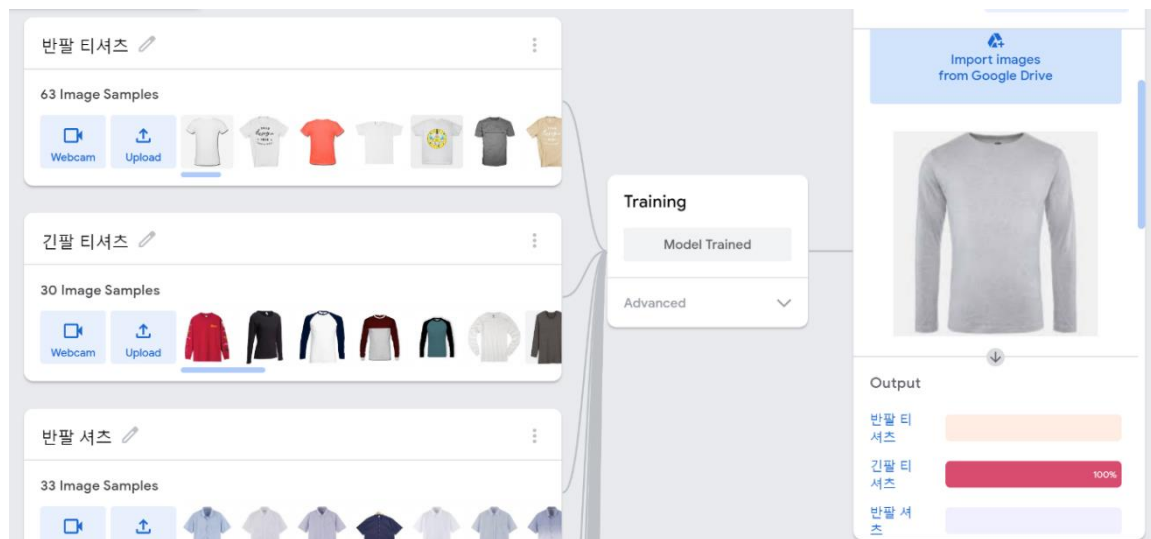 반팔 티셔츠
63 Image Samples
Webcam
Upload
긴팔 티셔츠
30 Image Samples
Webcam
Upload
반팔 셔츠
33 Image Samples
Training
Model Trained
Advanced
Import images
from Google Drive
Output
반팔 티
셔츠
긴팔 티
셔츠
100%
반팔 셔
츠